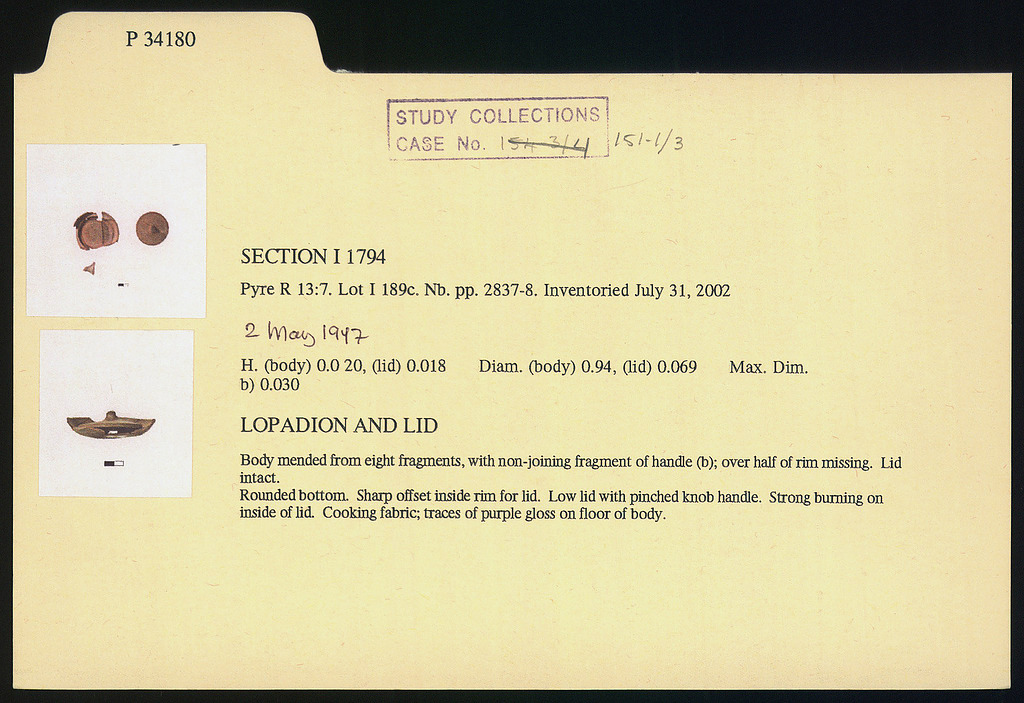 P 34180
STUDY COLLECTIONS
CASE No. 154-3/4 151-1/3
SECTION I 1794
Pyre R 13:7. Lot I 189c. Nb. pp. 2837-8. Inventoried July 31, 2002
2 May 1947
H. (body) 0.0 20, (lid) 0.018 Diam. (body) 0.94, (lid) 0.069 Max. Dim.
b) 0.030
LOPADION AND LID
Body mended from eight fragments, with non-joining fragment of handle (b); over half of rim missing. Lid
intact.
Rounded bottom. Sharp offset inside rim for lid. Low lid with pinched knob handle. Strong burning on
inside of lid. Cooking fabric; traces of purple gloss on floor of body.